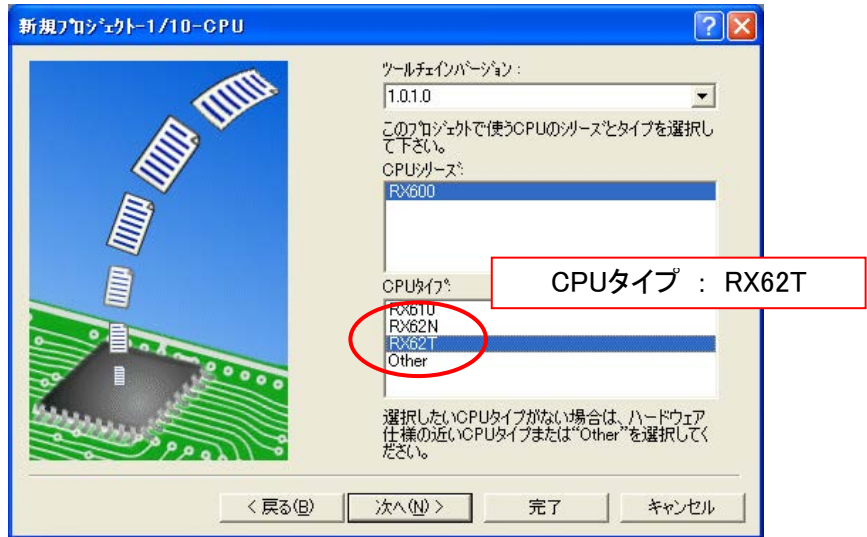 新規プロジェクト-1/10-CPU
ツールチェインバージョン :
1.0.1.0
このプロジェクトで使うCPUのシリーズとタイプを選択し
て下さい。
CPUシリーズ:
RX600
CPUタイプ:
CPUタイプ : RX62T
RX610
RX62N
RX62T
Other
選択したいCPUタイプがない場合は、ハードウェア
仕様の近いCPUタイプまたは“Other”を選択してく
ださい。
< 戻る(B)
次へ(N) >
完了
キャンセル